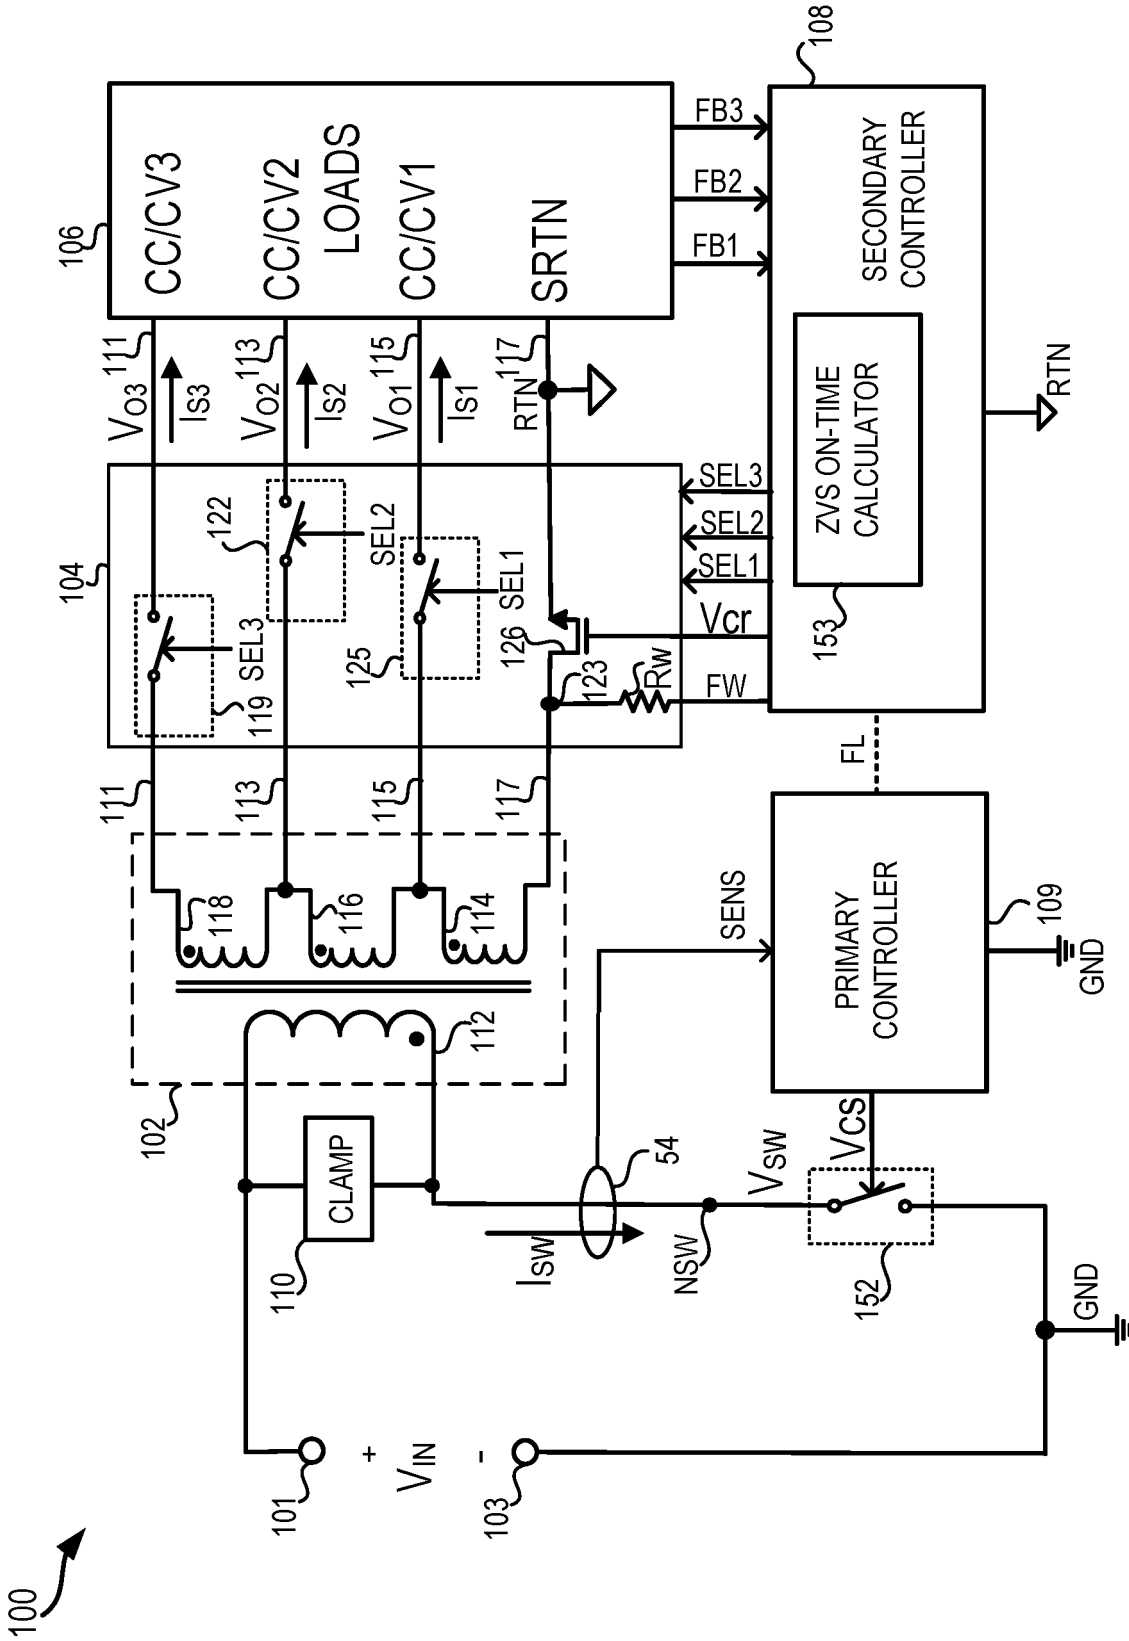 100
101
+
VIN
-
103
102
110
CLAMP
112
118
116
114
ISW
54
NSW
VSW
152
GND
VCS
SENS
PRIMARY
CONTROLLER
109
GND
FL
104
111
113
115
117
119
SEL3
122
SEL2
125
SEL1
126
123
RW
FW
Vcr
SEL1
SEL2
SEL3
VO3
111
IS3
VO2
113
IS2
VO1
115
IS1
RTN
117
106
CC/CV3
CC/CV2
LOADS
CC/CV1
SRTN
FB1
FB2
FB3
108
SECONDARY
CONTROLLER
ZVS ON-TIME
CALCULATOR
153
RTN